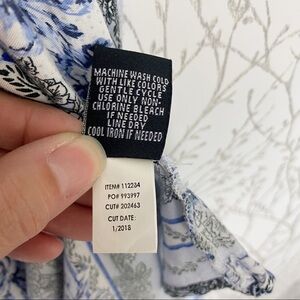 MACHINE WASH COLD
WITH LIKE COLORS
GENTLE CYCLE
USE ONLY NON-
CHLORINE BLEACH
IF NEEDED
LINE DRY
COOL IRON IF NEEDED
ITEM# 112234
PO# 993997
CUT# 202463
CUT DATE:
1/2018